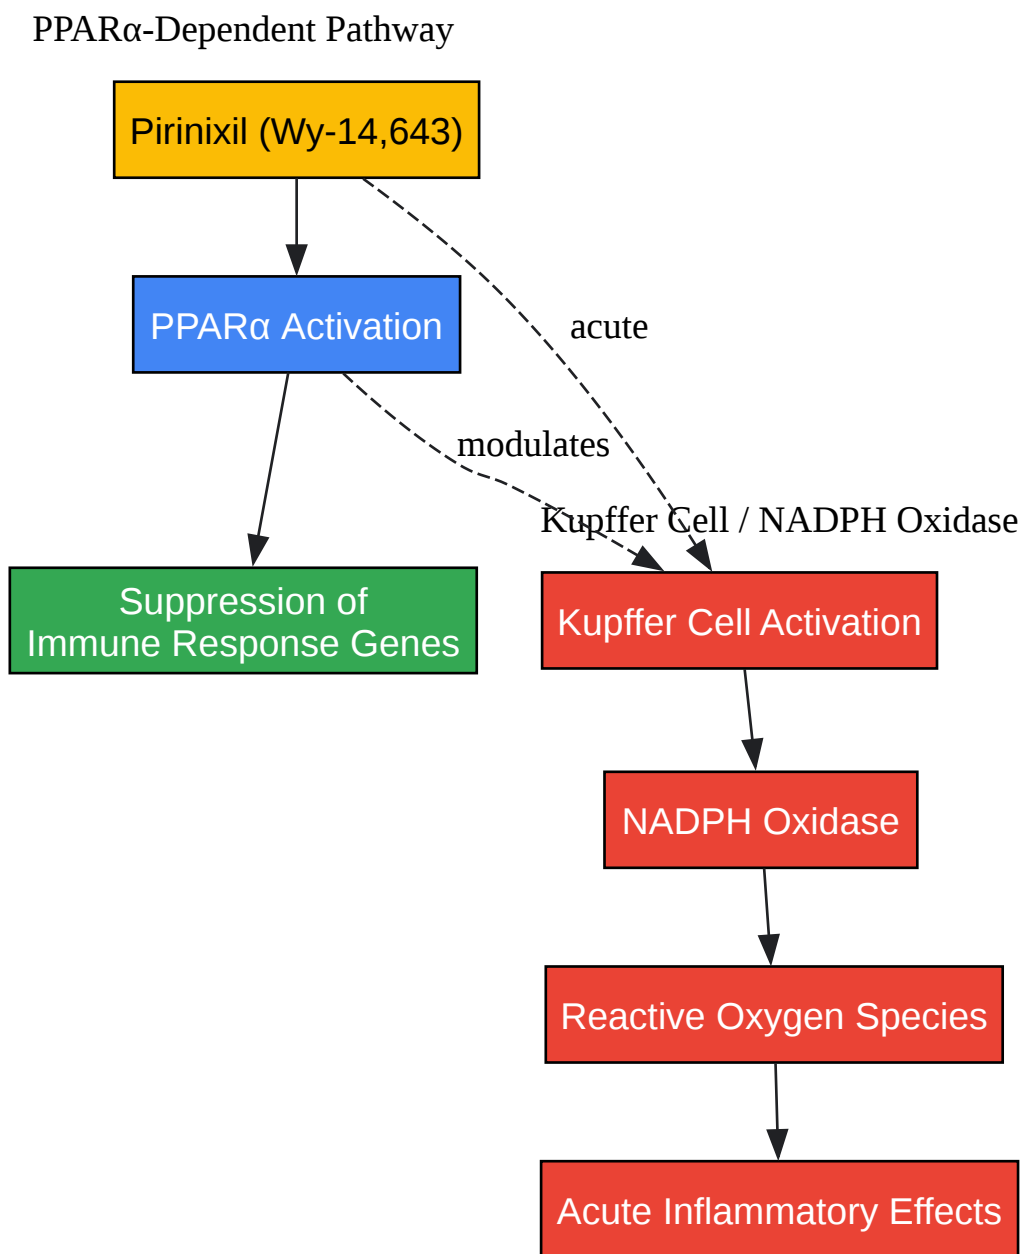 PPARα-Dependent Pathway
Pirinixil (Wy-14,643)
PPARα Activation
acute
modulates
Kupffer Cell / NADPH Oxidase
Suppression of
Immune Response Genes
Kupffer Cell Activation
NADPH Oxidase
Reactive Oxygen Species
Acute Inflammatory Effects